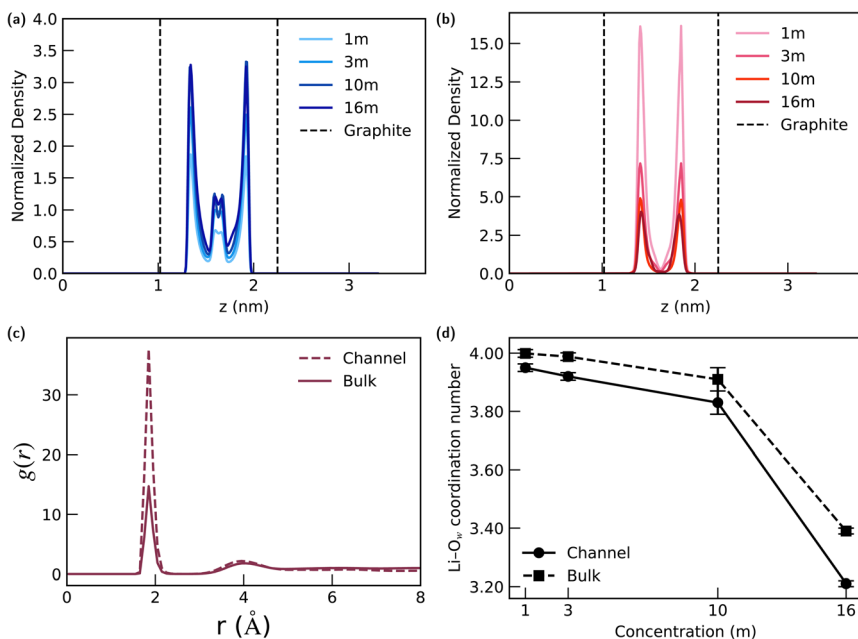 (a)
4.0
3.5
3.0
2.5
2.0
1.5
1.0
0.5
0.0
Normalized Density
0 1 2 3
z (nm)
1m
3m
10m
16m
Graphite
(b)
15.0
12.5
10.0
7.5
5.0
2.5
0.0
Normalized Density
0 1 2 3
z (nm)
1m
3m
10m
16m
Graphite
(c)
30
20
10
0
g(r)
0 2 4 6 8
r (Å)
Channel
Bulk
(d)
4.00
3.80
3.60
3.40
3.20
Li–O_w coordination number
1 3 10 16
Concentration (m)
Channel
Bulk